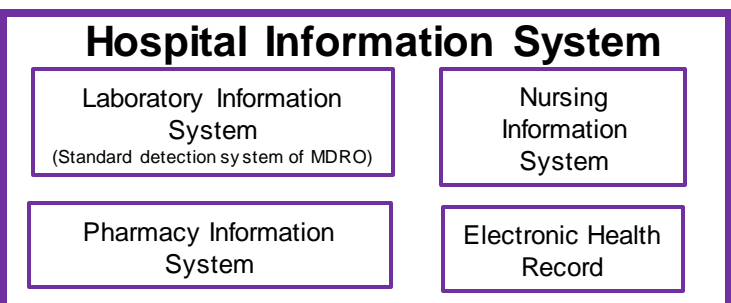 Hospital Information System
Laboratory Information
System
(Standard detection system of MDRO)
Nursing
Information
System
Pharmacy Information
System
Electronic Health
Record